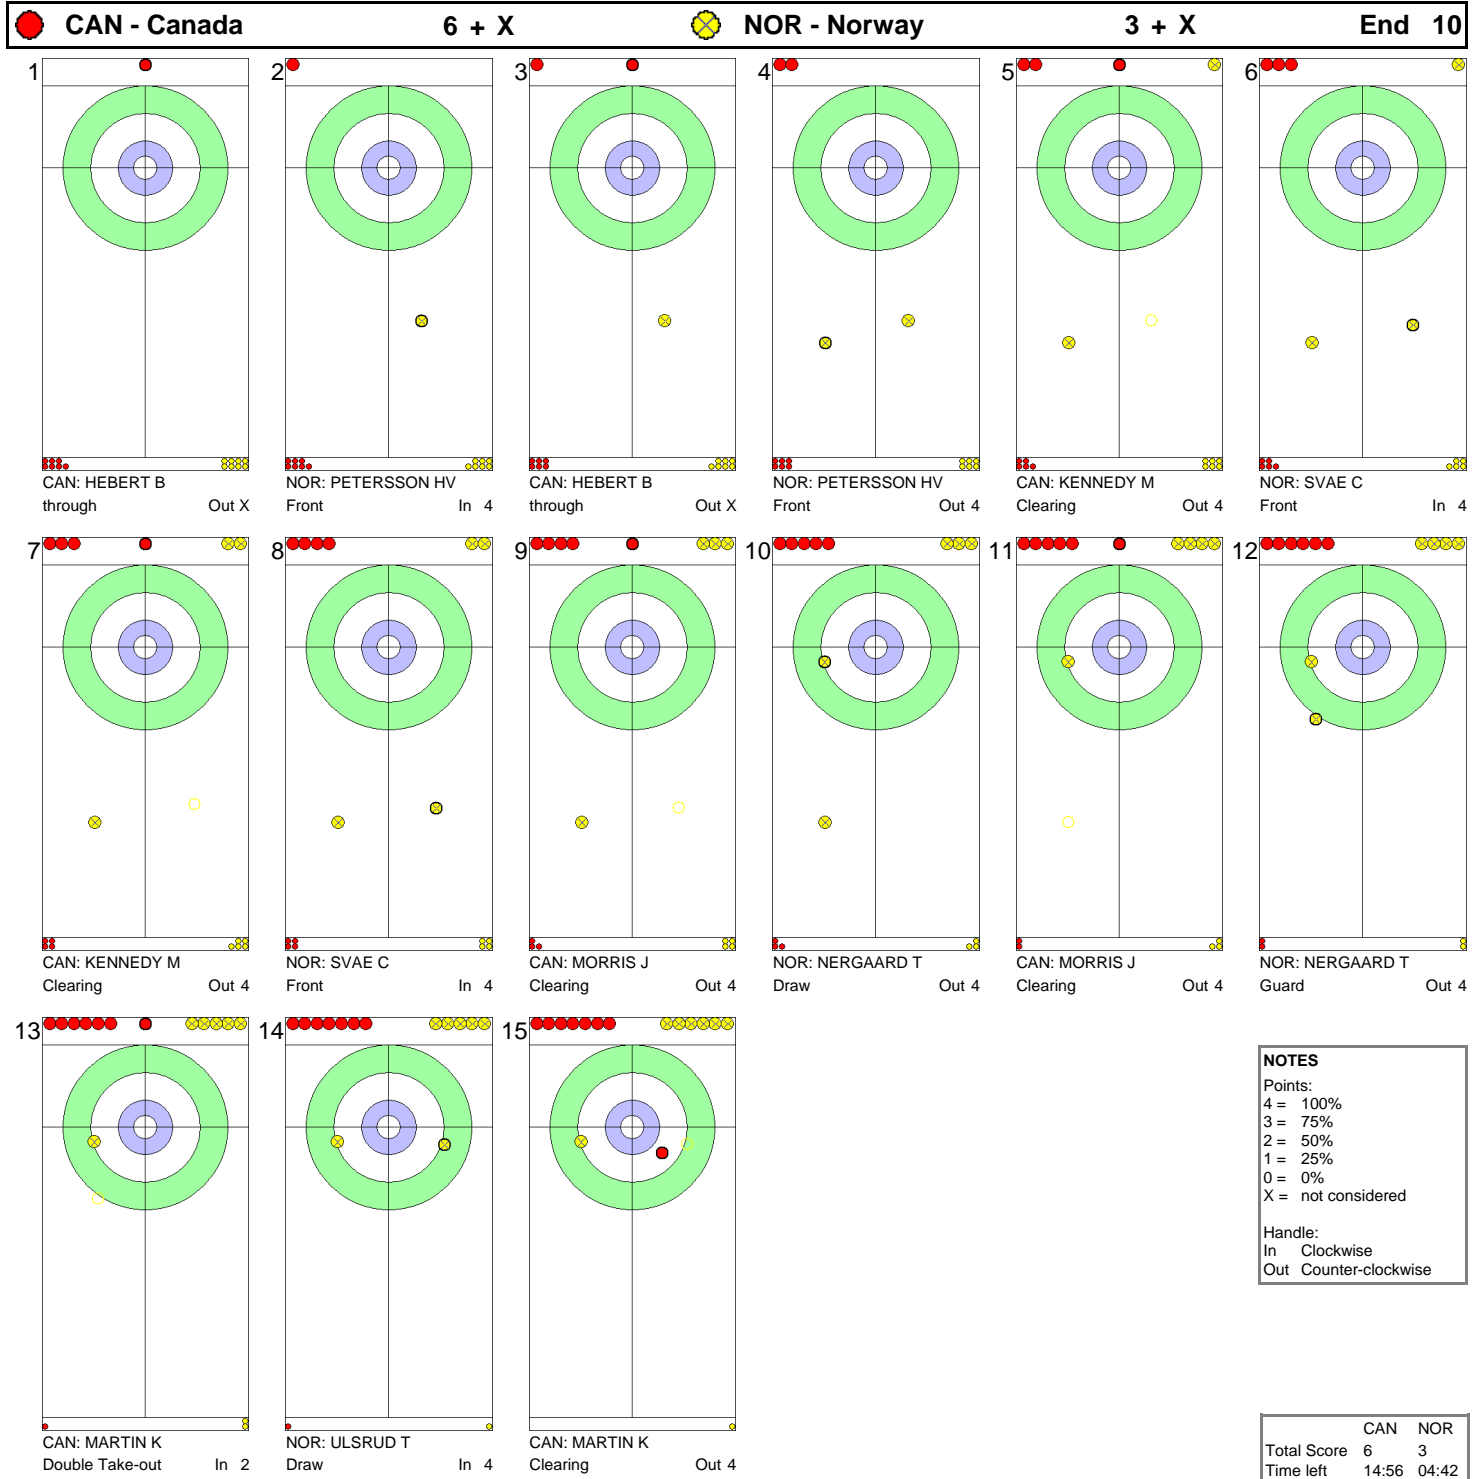 CAN - Canada 6 + X NOR - Norway 3 + X End 10
1 2 3 4 5 6
CAN: HEBERT B NOR: PETERSSON HV CAN: HEBERT B NOR: PETERSSON HV CAN: KENNEDY M NOR: SVAE C
through Out X Front In 4 through Out X Front Out 4 Clearing Out 4 Front In 4
7 8 9 10 11 12
CAN: KENNEDY M NOR: SVAE C CAN: MORRIS J NOR: NERGAARD T CAN: MORRIS J NOR: NERGAARD T
Clearing Out 4 Front In 4 Clearing Out 4 Draw Out 4 Clearing Out 4 Guard Out 4
13 14 15
CAN: MARTIN K NOR: ULSRUD T CAN: MARTIN K
Double Take-out In 2 Draw In 4 Clearing Out 4
NOTES
Points:
4 = 100%
3 = 75%
2 = 50%
1 = 25%
0 = 0%
X = not considered
Handle:
In Clockwise
Out Counter-clockwise
CAN NOR
Total Score 6 3
Time left 14:56 04:42